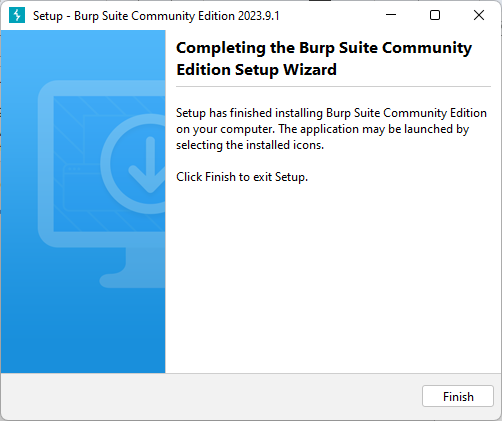 Setup - Burp Suite Community Edition 2023.9.1
Completing the Burp Suite Community
Edition Setup Wizard
Setup has finished installing Burp Suite Community Edition
on your computer. The application may be launched by
selecting the installed icons.
Click Finish to exit Setup.
Finish